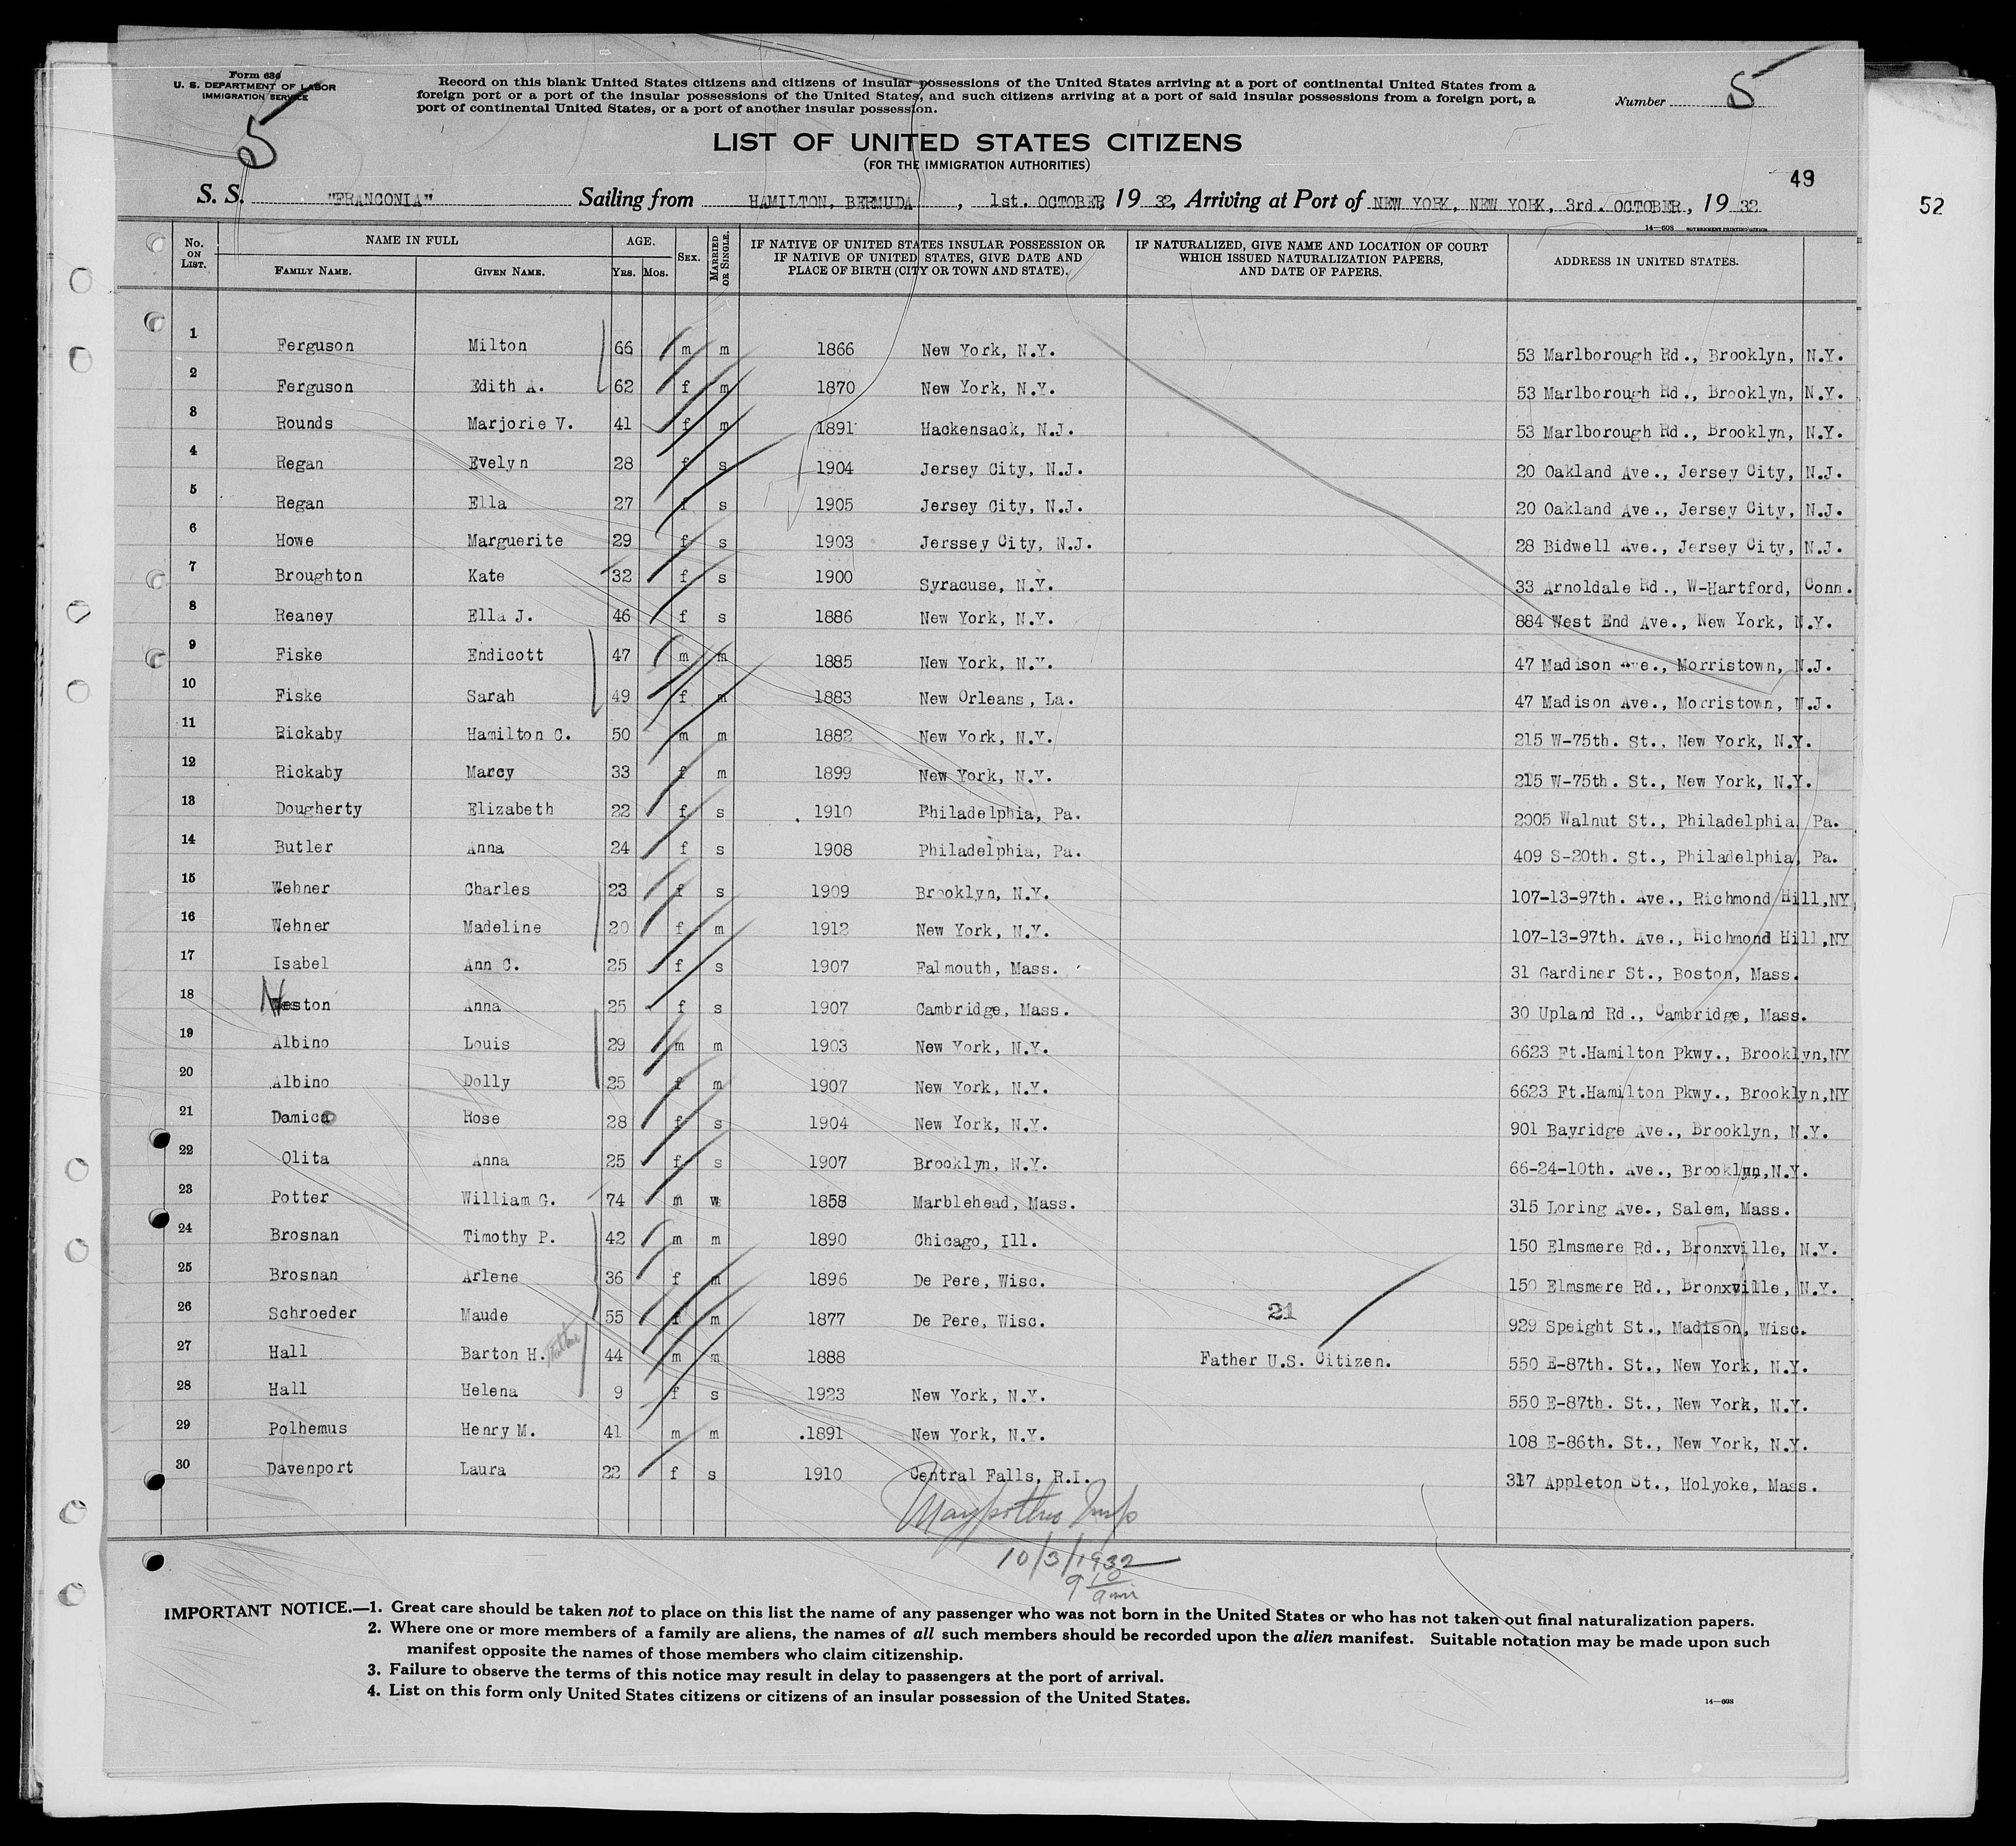 Form 630
U. S. DEPARTMENT OF LABOR
IMMIGRATION SERVICE
Record on this blank United States citizens and citizens of insular possessions of the United States arriving at a port of continental United States from a
foreign port or a port of the insular possessions of the United States, and such citizens arriving at a port of said insular possessions from a foreign port, a
port of continental United States, or a port of another insular possession.
Number 5
5
LIST OF UNITED STATES CITIZENS
(FOR THE IMMIGRATION AUTHORITIES)
49
52
S. S. "FRANCONIA" Sailing from HAMILTON, BERMUDA, 1st. OCTOBER, 19 32, Arriving at Port of NEW YORK, NEW YORK, 3rd. OCTOBER, 19 32
14—608 GOVERNMENT PRINTING OFFICE
No. ON LIST. NAME IN FULL FAMILY NAME. GIVEN NAME. AGE. YRS. MOS. SEX. MARRIED OR SINGLE. IF NATIVE OF UNITED STATES INSULAR POSSESSION OR IF NATIVE OF UNITED STATES, GIVE DATE AND PLACE OF BIRTH (CITY OR TOWN AND STATE). IF NATURALIZED, GIVE NAME AND LOCATION OF COURT WHICH ISSUED NATURALIZATION PAPERS, AND DATE OF PAPERS. ADDRESS IN UNITED STATES.
1 Ferguson Milton 66 m m 1866 New York, N.Y. 53 Marlborough Rd., Brooklyn, N.Y.
2 Ferguson Edith A. 62 f m 1870 New York, N.Y. 53 Marlborough Rd., Brooklyn, N.Y.
3 Rounds Marjorie V. 41 f m 1891 Hackensack, N.J. 53 Marlborough Rd., Brooklyn, N.Y.
4 Regan Evelyn 28 f s 1904 Jersey City, N.J. 20 Oakland Ave., Jersey City, N.J.
5 Regan Ella 27 f s 1905 Jersey City, N.J. 20 Oakland Ave., Jersey City, N.J.
6 Howe Marguerite 29 f s 1903 Jerssey City, N.J. 28 Bidwell Ave., Jersey City, N.J.
7 Broughton Kate 32 f s 1900 Syracuse, N.Y. 33 Arnoldale Rd., W-Hartford, Conn.
8 Reaney Ella J. 46 f s 1886 New York, N.Y. 884 West End Ave., New York, N.Y.
9 Fiske Endicott 47 m m 1885 New York, N.Y. 47 Madison Ave., Morristown, N.J.
10 Fiske Sarah 49 f m 1883 New Orleans, La. 47 Madison Ave., Morristown, N.J.
11 Rickaby Hamilton C. 50 m m 1882 New York, N.Y. 215 W-75th. St., New York, N.Y.
12 Rickaby Marcy 33 f m 1899 New York, N.Y. 215 W-75th. St., New York, N.Y.
13 Dougherty Elizabeth 22 f s 1910 Philadelphia, Pa. 2005 Walnut St., Philadelphia, Pa.
14 Butler Anna 24 f s 1908 Philadelphia, Pa. 409 S-20th. St., Philadelphia, Pa.
15 Wehner Charles 23 f s 1909 Brooklyn, N.Y. 107-13-97th. Ave., Richmond Hill,NY
16 Wehner Madeline 20 f m 1912 New York, N.Y. 107-13-97th. Ave., Richmond Hill,NY
17 Isabel Ann C. 25 f s 1907 Falmouth, Mass. 31 Gardiner St., Boston, Mass.
18 Neston Anna 25 f s 1907 Cambridge, Mass. 30 Upland Rd., Cambridge, Mass.
19 Albino Louis 29 m m 1903 New York, N.Y. 6623 Ft.Hamilton Pkwy., Brooklyn,NY
20 Albino Dolly 25 f m 1907 New York, N.Y. 6623 Ft.Hamilton Pkwy., Brooklyn,NY
21 Damico Rose 28 f s 1904 New York, N.Y. 901 Bayridge Ave., Brooklyn, N.Y.
22 Olita Anna 25 f s 1907 Brooklyn, N.Y. 66-24-10th. Ave., Brooklyn,N.Y.
23 Potter William G. 74 m w 1858 Marblehead, Mass. 315 Loring Ave., Salem, Mass.
24 Brosnan Timothy P. 42 m m 1890 Chicago, Ill. 150 Elmsmere Rd., Bronxville, N.Y.
25 Brosnan Arlene 36 f m 1896 De Pere, Wisc. 150 Elmsmere Rd., Bronxville, N.Y.
26 Schroeder Maude 55 f m 1877 De Pere, Wisc. 21 929 Speight St., Madison, Wisc.
27 Hall Barton H. father 44 m m 1888 Father U.S. Citizen. 550 E-87th. St., New York, N.Y.
28 Hall Helena 9 f s 1923 New York, N.Y. 550 E-87th. St., New York, N.Y.
29 Polhemus Henry M. 41 m m .1891 New York, N.Y. 108 E-86th. St., New York, N.Y.
30 Davenport Laura 22 f s 1910 Central Falls, R.I. 317 Appleton St., Holyoke, Mass.
10/3/1932
9 10 am
IMPORTANT NOTICE.—1. Great care should be taken not to place on this list the name of any passenger who was not born in the United States or who has not taken out final naturalization papers.
2. Where one or more members of a family are aliens, the names of all such members should be recorded upon the alien manifest. Suitable notation may be made upon such
manifest opposite the names of those members who claim citizenship.
3. Failure to observe the terms of this notice may result in delay to passengers at the port of arrival.
4. List on this form only United States citizens or citizens of an insular possession of the United States.
14—608